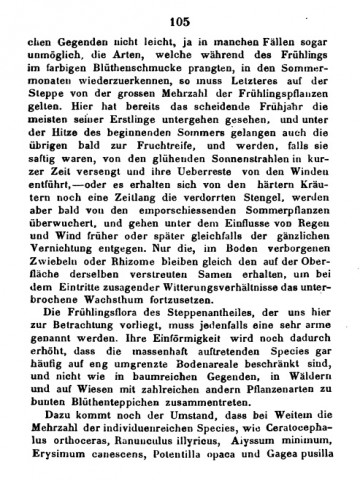 105
chen Gegenden nicht leicht, ja in manchen Fällen sogar
unmöglich, die Arten, welche während des Frühlings
im farbigen Blüthenschmucke prangten, in den Sommer-
monaten wiederzuerkennen, so muss Letzteres auf der
Steppe von der grossen Mehrzahl der Frühlingspflanzen
gelten. Hier hat bereits das scheidende Frühjahr die
meisten seiner Erstlinge untergehen gesehen, und unter
der Hitze des beginnenden Sommers gelangen auch die
übrigen bald zur Fruchtreife, und werden, falls sie
saftig waren, von den glühenden Sonnenstrahlen in kur-
zer Zeit versengt und ihre Ueberreste von den Winden
entführt,—oder es erhalten sich von den härtern Kräu-
tern noch eine Zeitlang die verdorrten Stengel, werden
aber bald von den emporschiessenden Sommerpflanzen
überwuchert, und gehen unter dem Einflusse von Regen
und Wind früher oder später gleichfalls der gänzlichen
Vernichtung entgegen. Nur die, im Boden verborgenen
Zwiebeln oder Rhizome bleiben gleich den auf der Ober-
fläche derselben verstreuten Samen erhalten, um bei
dem Eintritte zusagender Witterungsverhältnisse das unter-
brochene Wachsthum fortzusetzen.
Die Frühlingsflora des Steppenantheiles, der uns hier
zur Betrachtung vorliegt, muss jedenfalls eine sehr arme
genannt werden. Ihre Einförmigkeit wird noch dadurch
erhöht, dass die massenhaft auftretenden Species gar
häufig auf eng umgrenzte Bodenareale beschränkt sind,
und nicht wie in baumreichen Gegenden, in Wäldern
und auf Wiesen mit zahlreichen andern Pflanzenarten zu
bunten Blüthenteppichen zusammentreten.
Dazu kommt noch der Umstand, dass bei Weitem die
Mehrzahl der individuenreichen Species, wie Ceratocepha-
lus orthoceras, Ranunculus illyricus, Alyssum minimum,
Erysimum canescens, Potentilla opaca und Gagea pusilla